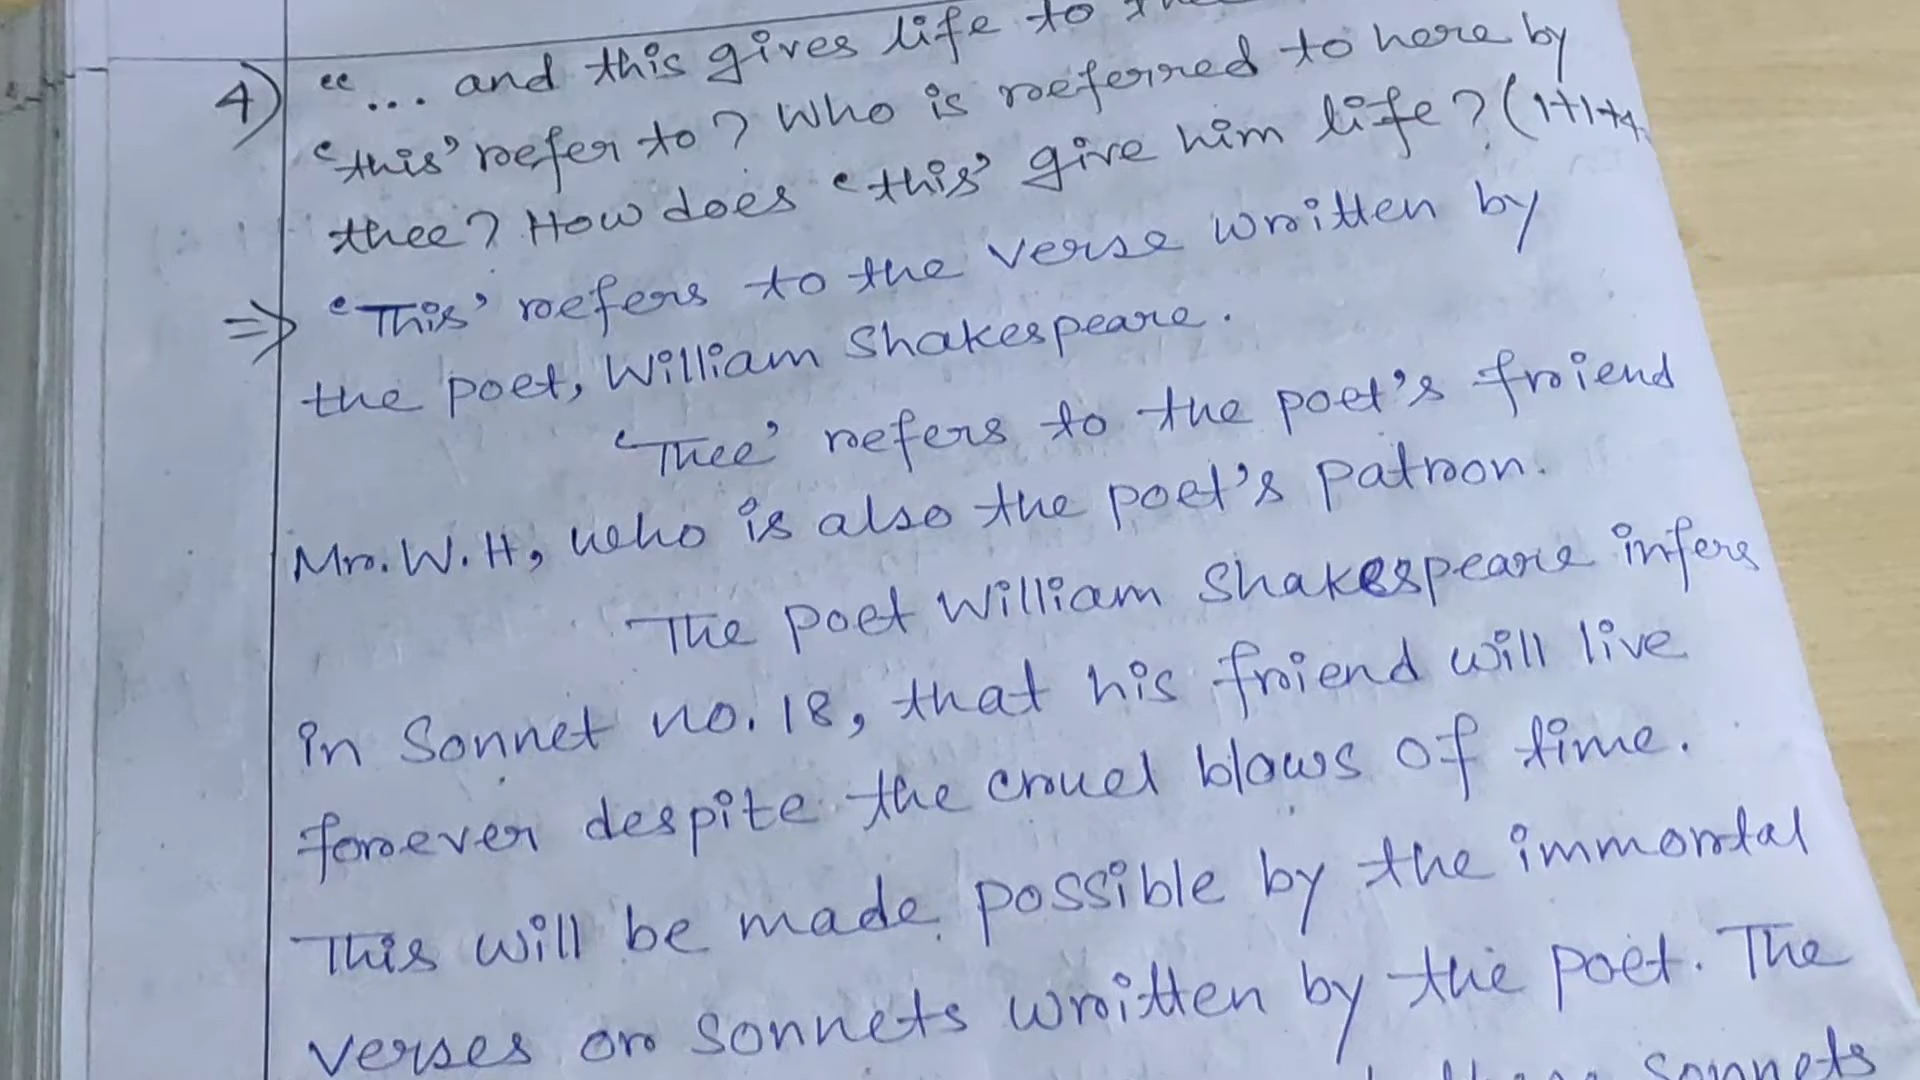 4) "... and this gives life to
'this' refer to? Who is referred to here by
thee? How does 'this' give him life? (1+1+4
⇒ 'This' refers to the verse written by
the poet, William Shakespeare.
'Thee' refers to the poet's friend
Mr. W.H, who is also the poet's patron.
The poet William Shakespeare infers
in Sonnet no. 18, that his friend will live
forever despite the cruel blows of time.
This will be made possible by the immortal
verses or sonnets written by the poet. The
sonnets